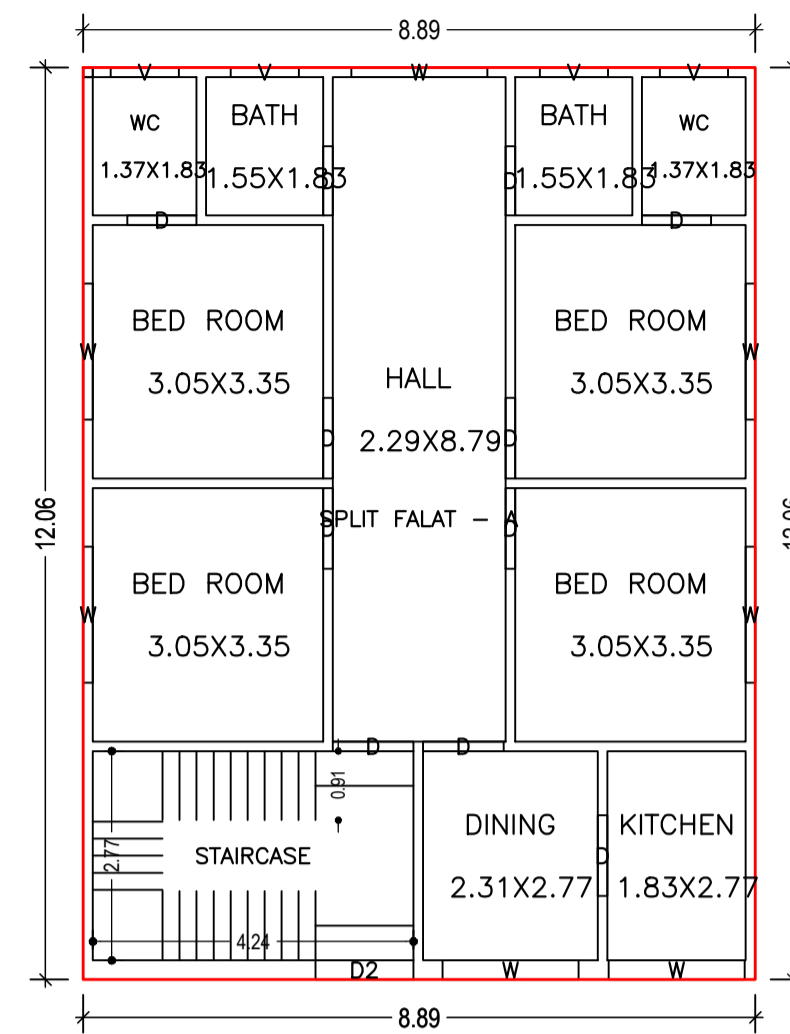 8.89
V V W V V
WC BATH BATH WC
1.37X1.83 1.55X1.83 1.55X1.83 1.37X1.83
D D
D D
BED ROOM BED ROOM
W W
HALL
3.05X3.35 3.05X3.35
D 2.29X8.79 D
12.06 12.06
D SPLIT FALAT - A D
BED ROOM BED ROOM
W W
3.05X3.35 3.05X3.35
D D
0.91
DINING KITCHEN
2.77 STAIRCASE D
2.31X2.77 1.83X2.77
4.24
D2 W W
8.89